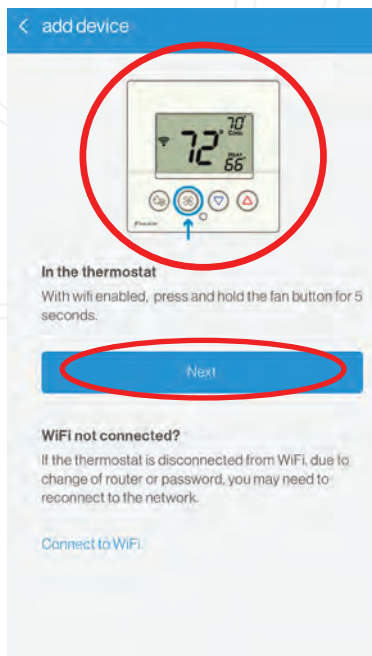 < add device
70°
Cool
72°
Heat
66
In the thermostat
With wifi enabled, press and hold the fan button for 5
seconds.
Next
WiFi not connected?
If the thermostat is disconnected from WiFi, due to
change of router or password, you may need to
reconnect to the network.
Connect to WiFi